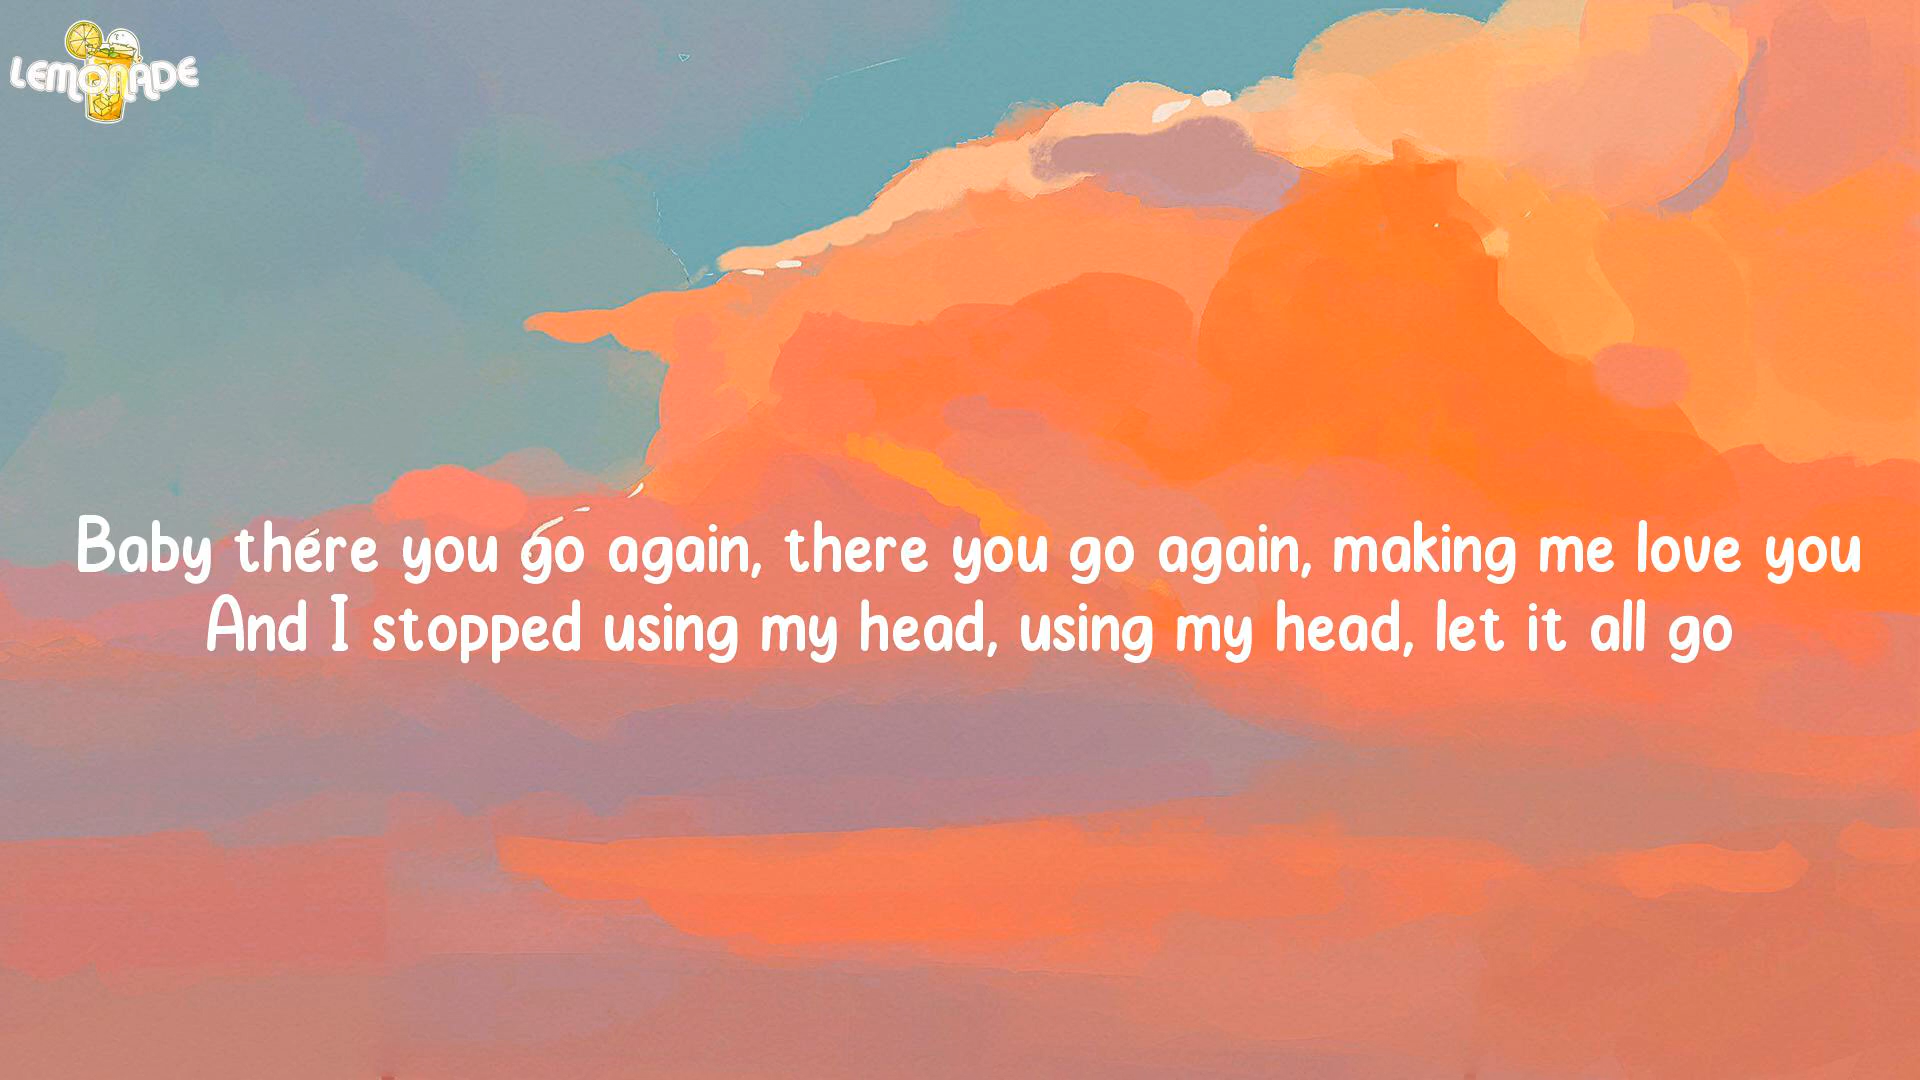 LEMONADE
Baby there you go again, there you go again, making me love you
And I stopped using my head, using my head, let it all go